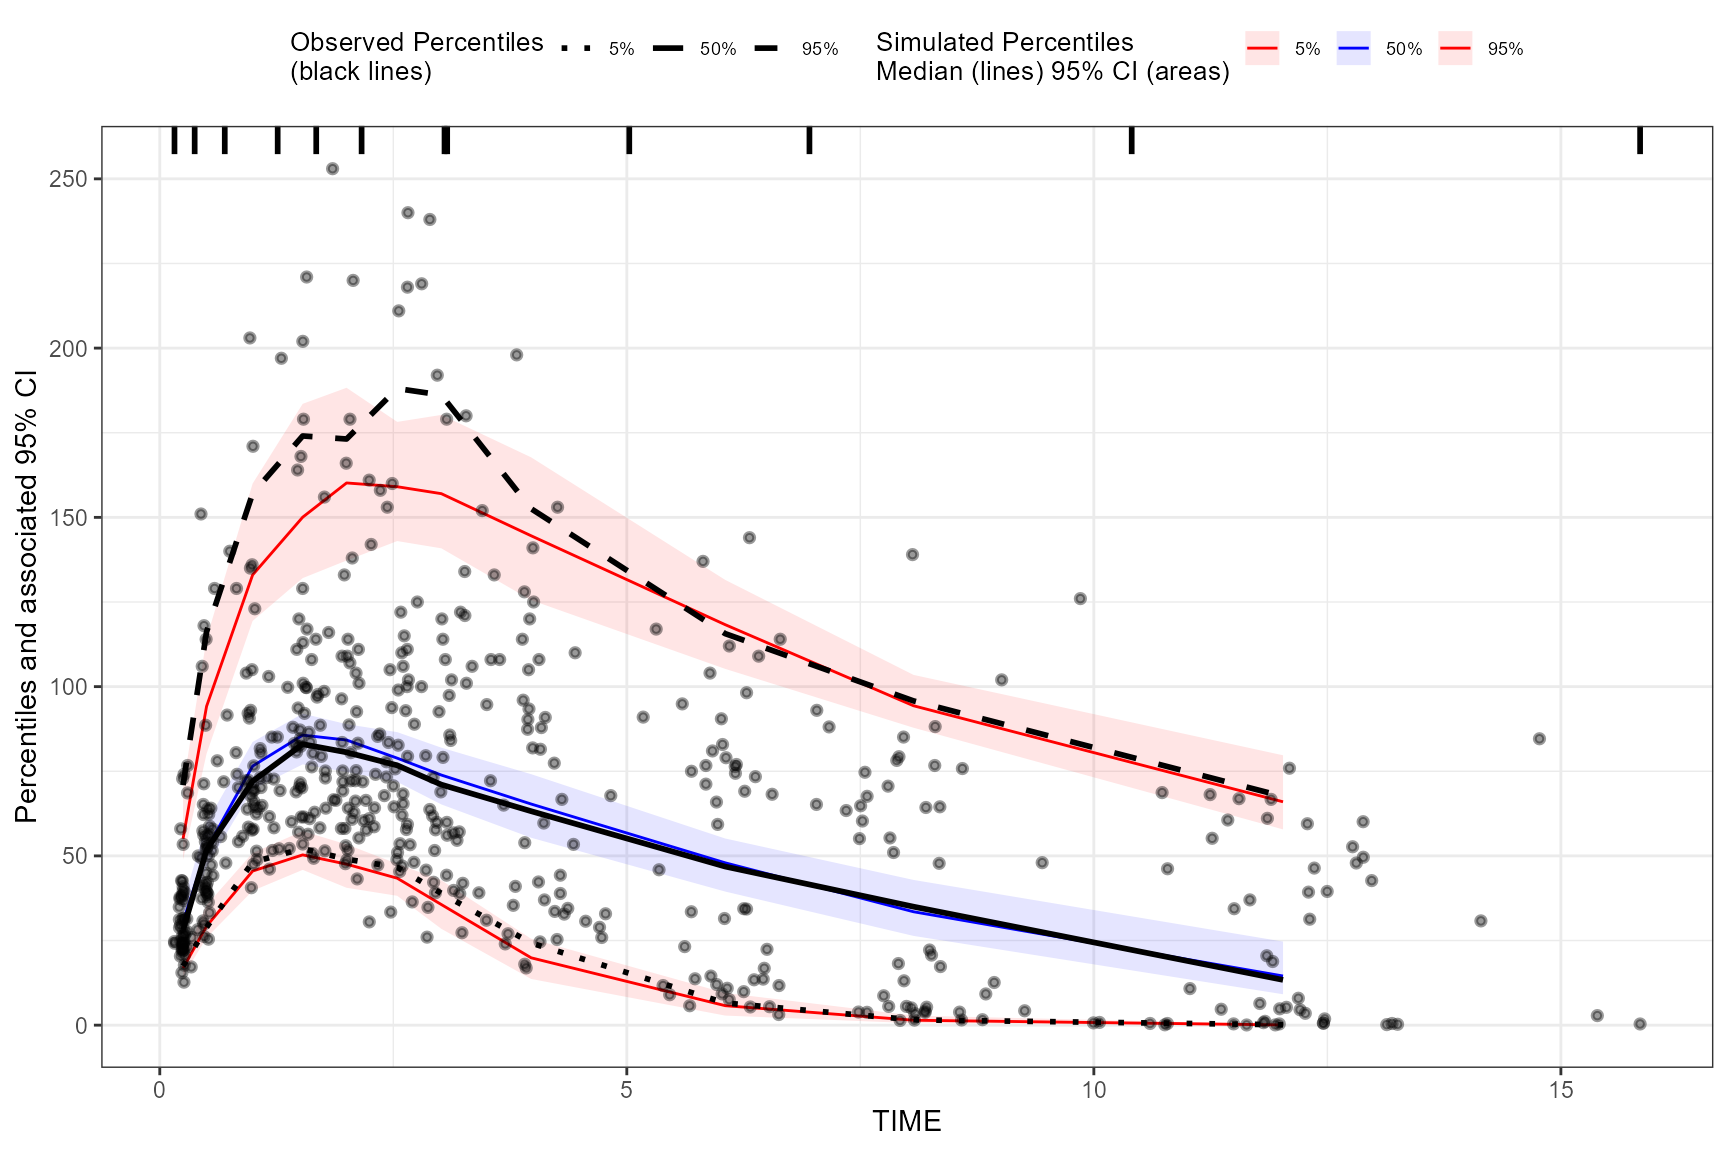 Observed Percentiles
(black lines)
5% 50% 95%
Simulated Percentiles
Median (lines) 95% CI (areas)
5% 50% 95%
Percentiles and associated 95% CI
250
200
150
100
50
0
0 5 10 15
TIME